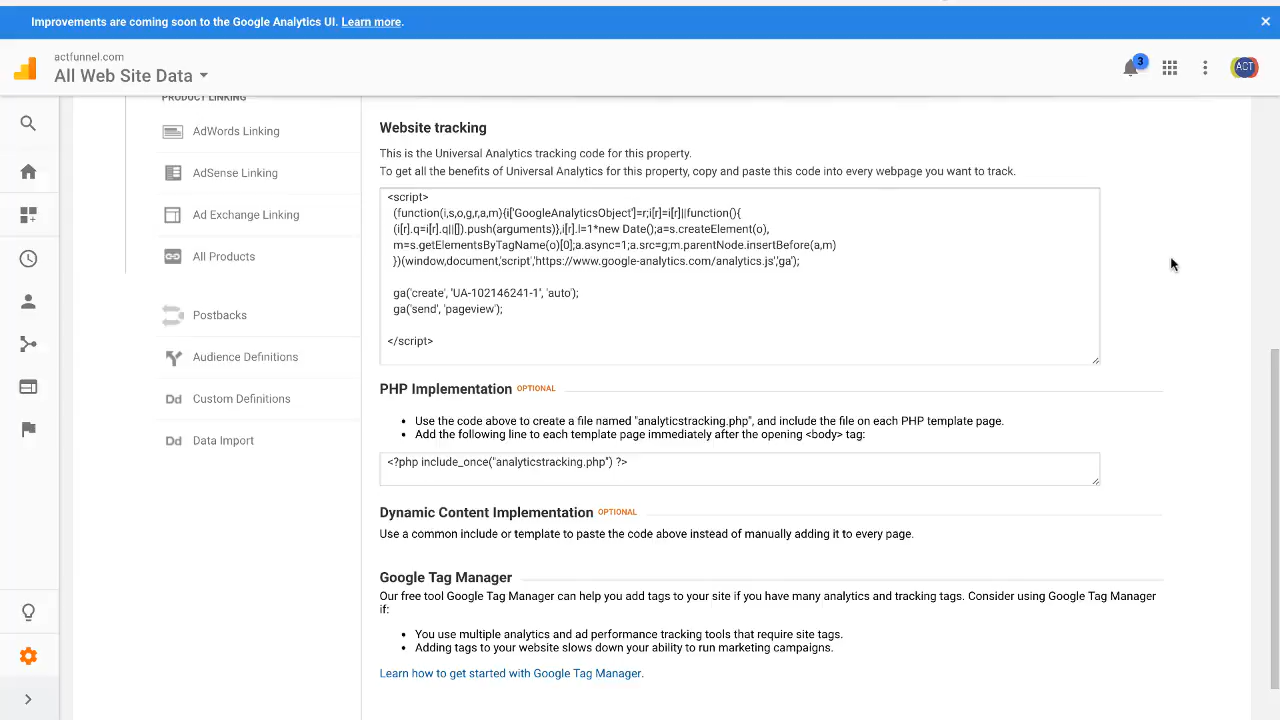 Improvements are coming soon to the Google Analytics UI. Learn more.
actfunnel.com
All Web Site Data
3
ACT
PRODUCT LINKING
AdWords Linking
AdSense Linking
Ad Exchange Linking
All Products
Postbacks
Audience Definitions
Dd Custom Definitions
Dd Data Import
Website tracking
This is the Universal Analytics tracking code for this property.
To get all the benefits of Universal Analytics for this property, copy and paste this code into every webpage you want to track.
<script>
(function(i,s,o,g,r,a,m){i['GoogleAnalyticsObject']=r;i[r]=i[r]||function(){
(i[r].q=i[r].q||[]).push(arguments)},i[r].l=1*new Date();a=s.createElement(o),
m=s.getElementsByTagName(o)[0];a.async=1;a.src=g;m.parentNode.insertBefore(a,m)
})(window,document,'script','https://www.google-analytics.com/analytics.js','ga');
ga('create', 'UA-102146241-1', 'auto');
ga('send', 'pageview');
</script>
PHP Implementation OPTIONAL
• Use the code above to create a file named "analyticstracking.php", and include the file on each PHP template page.
• Add the following line to each template page immediately after the opening <body> tag:
<?php include_once("analyticstracking.php") ?>
Dynamic Content Implementation OPTIONAL
Use a common include or template to paste the code above instead of manually adding it to every page.
Google Tag Manager
Our free tool Google Tag Manager can help you add tags to your site if you have many analytics and tracking tags. Consider using Google Tag Manager
if:
• You use multiple analytics and ad performance tracking tools that require site tags.
• Adding tags to your website slows down your ability to run marketing campaigns.
Learn how to get started with Google Tag Manager.